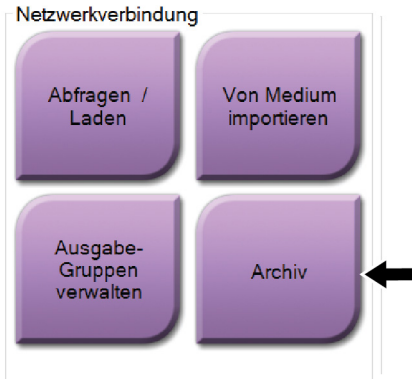 Netzwerkverbindung
Abfragen /
Laden
Von Medium
importieren
Ausgabe-
Gruppen
verwalten
Archiv